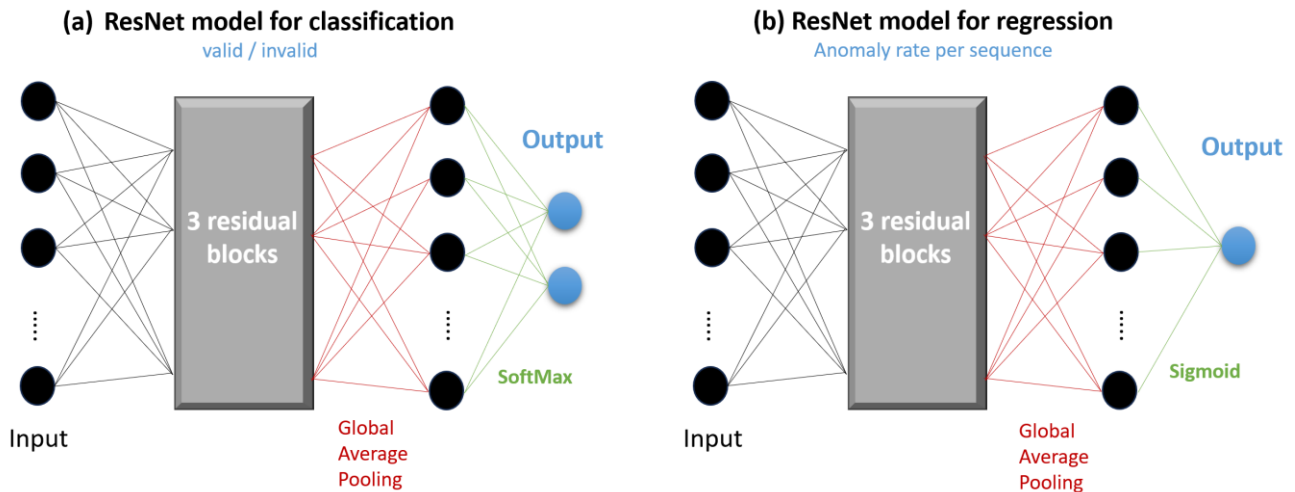 (a) ResNet model for classification
valid / invalid
Output
3 residual
blocks
SoftMax
Input
Global
Average
Pooling
(b) ResNet model for regression
Anomaly rate per sequence
Output
3 residual
blocks
Sigmoid
Input
Global
Average
Pooling